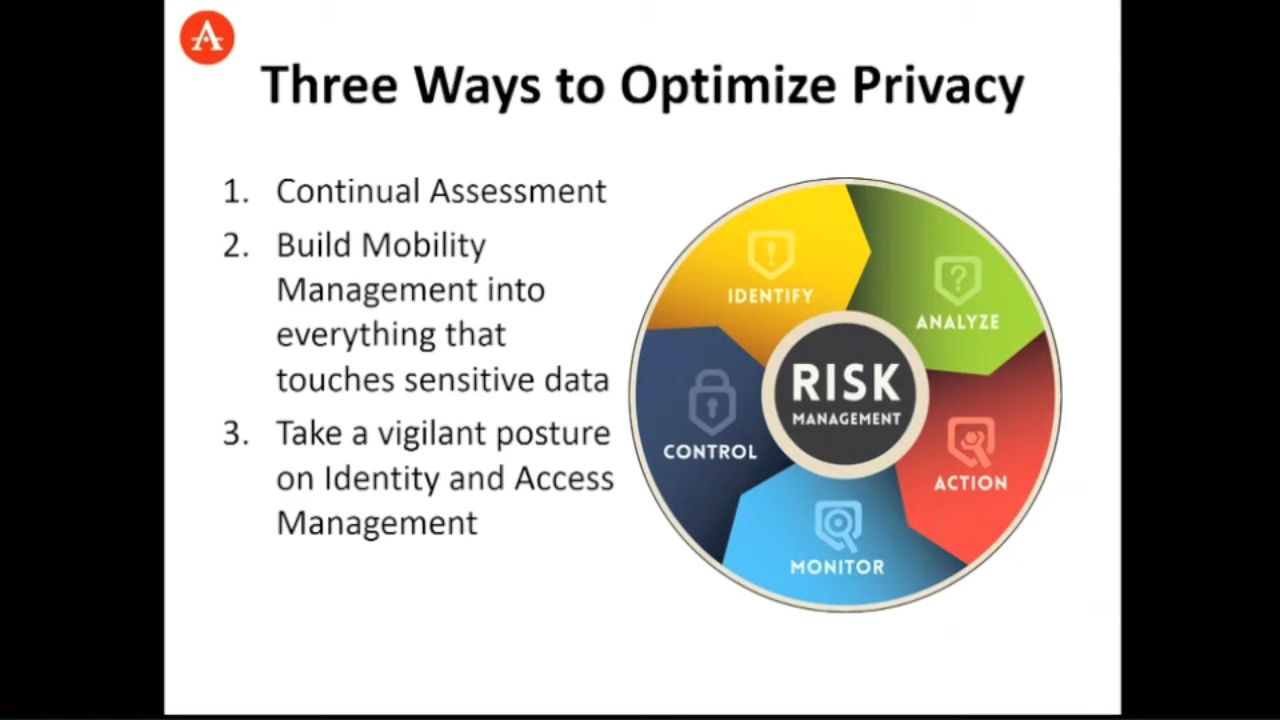 A
Three Ways to Optimize Privacy
1. Continual Assessment
2. Build Mobility
Management into
everything that
touches sensitive data
3. Take a vigilant posture
on Identity and Access
Management
IDENTIFY
ANALYZE
RISK
MANAGEMENT
CONTROL
ACTION
MONITOR